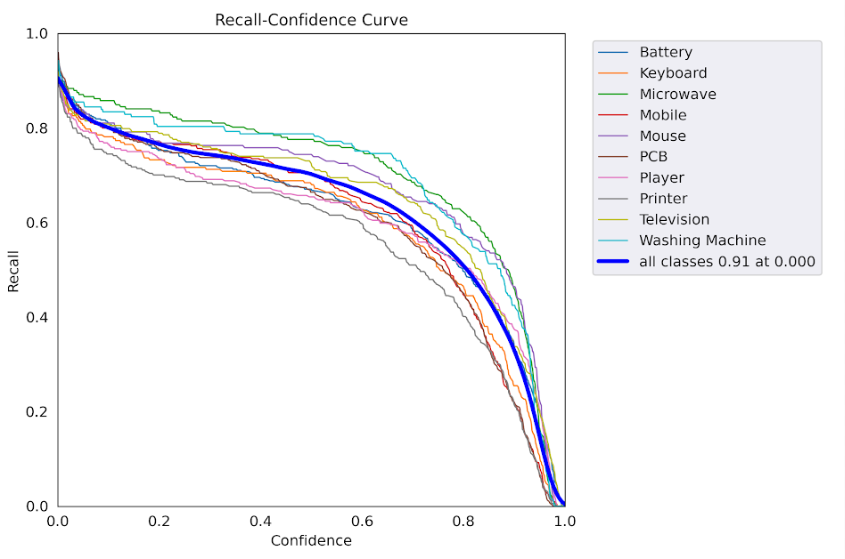 Recall-Confidence Curve
1.0
0.8
0.6
0.4
0.2
0.0
Recall
0.0 0.2 0.4 0.6 0.8 1.0
Confidence
Battery
Keyboard
Microwave
Mobile
Mouse
PCB
Player
Printer
Television
Washing Machine
all classes 0.91 at 0.000